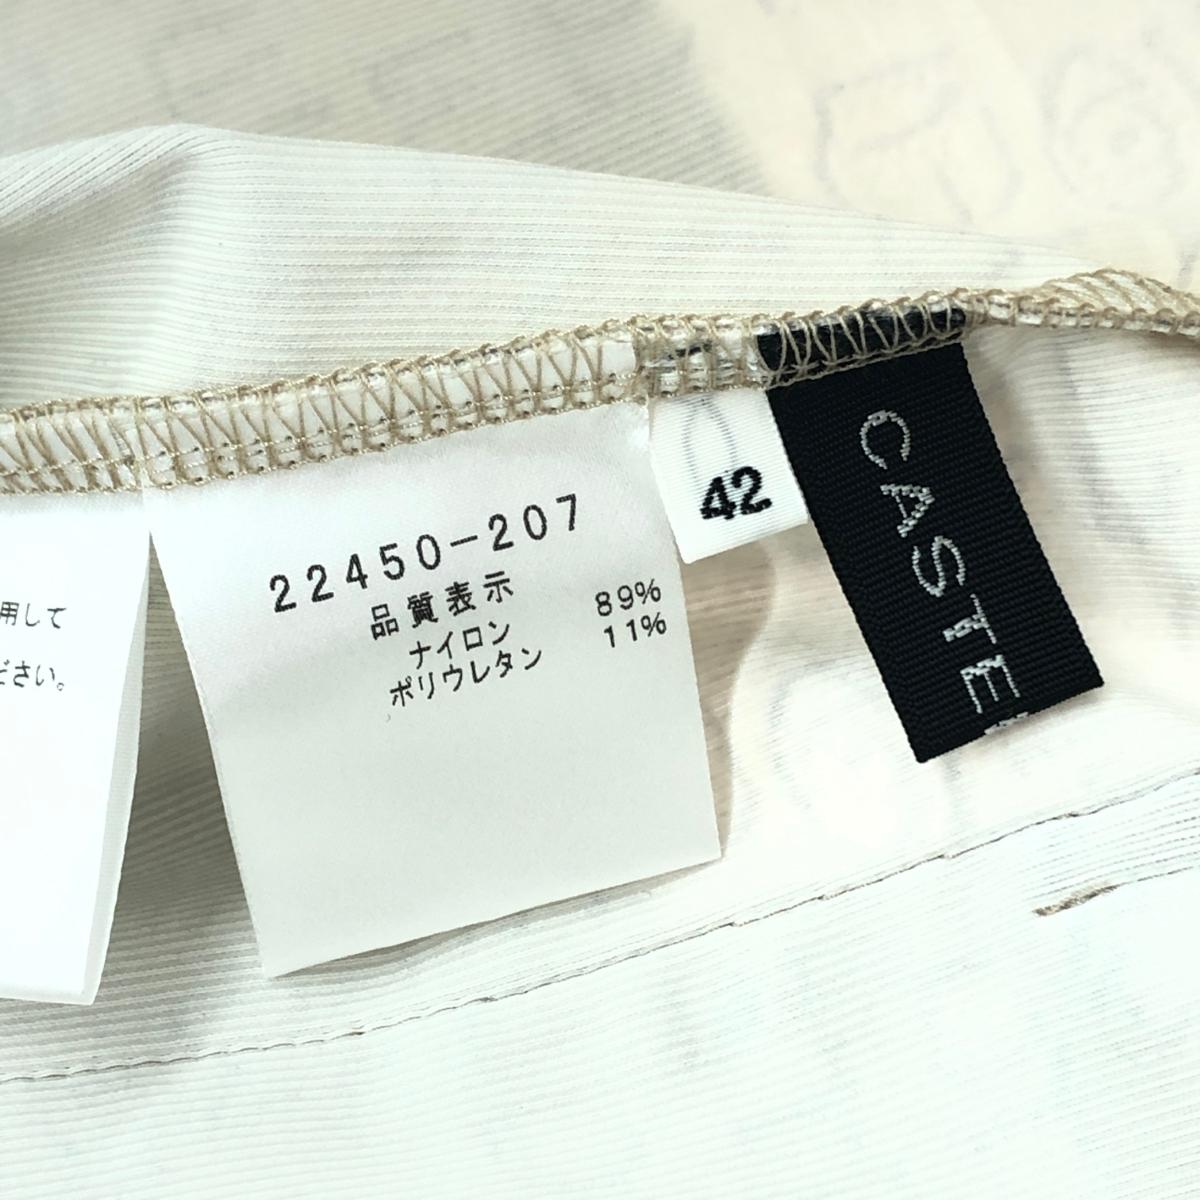 用して
ださい。
22450-207
品質表示
ナイロン 89%
ポリウレタン 11%
42
CASTE